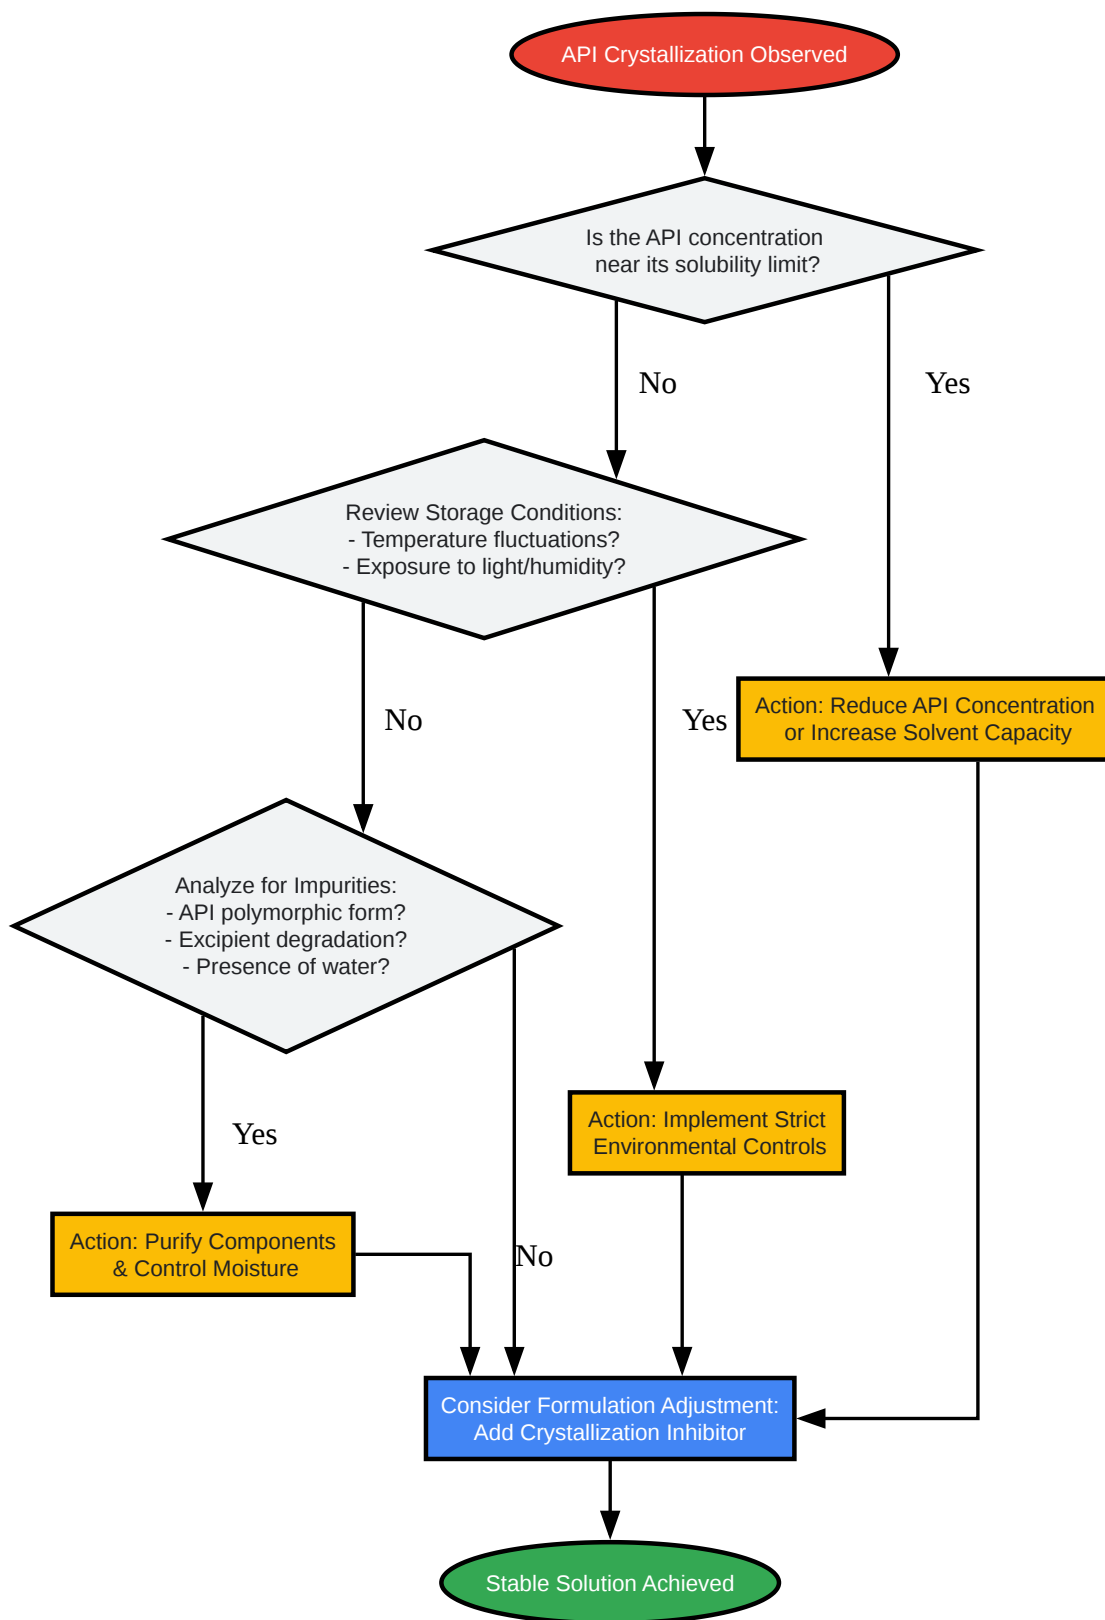 API Crystallization Observed
Is the API concentration
near its solubility limit?
No
Yes
Review Storage Conditions:
- Temperature fluctuations?
- Exposure to light/humidity?
Action: Reduce API Concentration
or Increase Solvent Capacity
No
Yes
Analyze for Impurities:
- API polymorphic form?
- Excipient degradation?
- Presence of water?
Action: Implement Strict
Environmental Controls
Yes
Action: Purify Components
& Control Moisture
No
Consider Formulation Adjustment:
Add Crystallization Inhibitor
Stable Solution Achieved